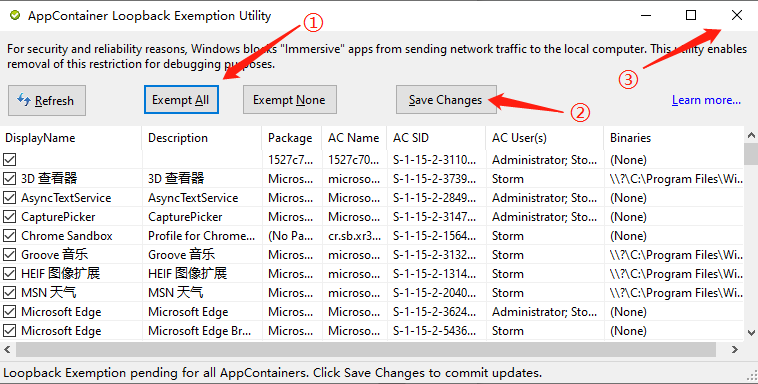 AppContainer Loopback Exemption Utility
①
For security and reliability reasons, Windows blocks "Immersive" apps from sending network traffic to the local computer. This utility enables
removal of this restriction for debugging purposes.
③
Refresh Exempt All Exempt None Save Changes Learn more...
②
DisplayName Description Package AC Name AC SID AC User(s) Binaries
1527c7... 1527c70... S-1-15-2-3110... Administrator; Sto... (None)
3D 查看器 3D 查看器 Micros... microso... S-1-15-2-3739... Storm \\?\C:\Program Files\Wi...
AsyncTextService AsyncTextService Micros... microso... S-1-15-2-2849... Administrator; Sto... (None)
CapturePicker CapturePicker Micros... microso... S-1-15-2-3147... Administrator; Sto... (None)
Chrome Sandbox Profile for Chrome... (No Pa... cr.sb.xr3... S-1-15-2-1564... Storm (None)
Groove 音乐 Groove 音乐 Micros... microso... S-1-15-2-3132... Storm \\?\C:\Program Files\Wi...
HEIF 图像扩展 HEIF 图像扩展 Micros... microso... S-1-15-2-1314... Storm \\?\C:\Program Files\Wi...
MSN 天气 MSN 天气 Micros... microso... S-1-15-2-2040... Storm \\?\C:\Program Files\Wi...
Microsoft Edge Microsoft Edge Micros... microso... S-1-15-2-3624... Administrator; Sto... (None)
Microsoft Edge Microsoft Edge Br... Micros... microso... S-1-15-2-5436... Storm (None)
Loopback Exemption pending for all AppContainers. Click Save Changes to commit updates.